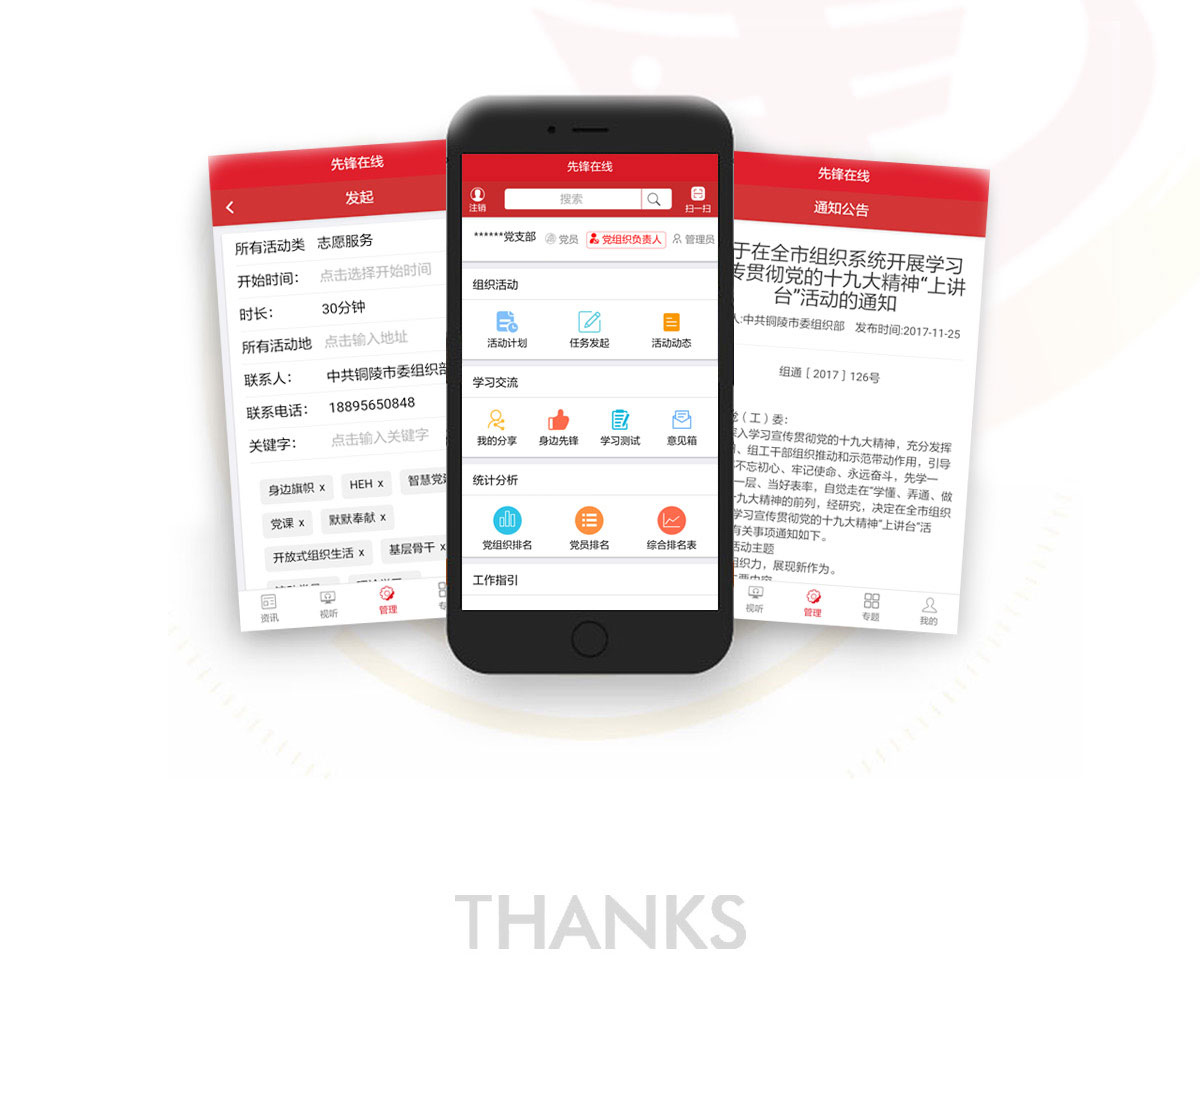 先锋在线
发起
所有活动类 志愿服务
开始时间： 点击选择开始时间
时长： 30分钟
所有活动地 点击输入地址
联系人： 中共铜陵市委组织部
联系电话： 18895650848
关键字： 点击输入关键字
身边旗帜 x HEH x 智慧党建
党课 x 默默奉献 x
开放式组织生活 x 基层骨干 x
资讯 视听 管理
先锋在线
注销 搜索 扫一扫
******党支部 党员 党组织负责人 管理员
组织活动
活动计划 任务发起 活动动态
学习交流
我的分享 身边先锋 学习测试 意见箱
统计分析
党组织排名 党员排名 综合排名表
工作指引
先锋在线
通知公告
于在全市组织系统开展学习
传贯彻党的十九大精神“上讲
台”活动的通知
人:中共铜陵市委组织部 发布时间:2017-11-25
组通［2017］126号
（工）委：
深入学习宣传贯彻党的十九大精神，充分发挥
、组工干部组织推动和示范带动作用，引导
不忘初心、牢记使命、永远奋斗，先学一
一层、当好表率，自觉走在“学懂、弄通、做
九大精神的前列，经研究，决定在全市组织
学习宣传贯彻党的十九大精神“上讲台”活
有关事项通知如下。
活动主题
组织力，展现新作为。
视听 管理 专题 我的
THANKS